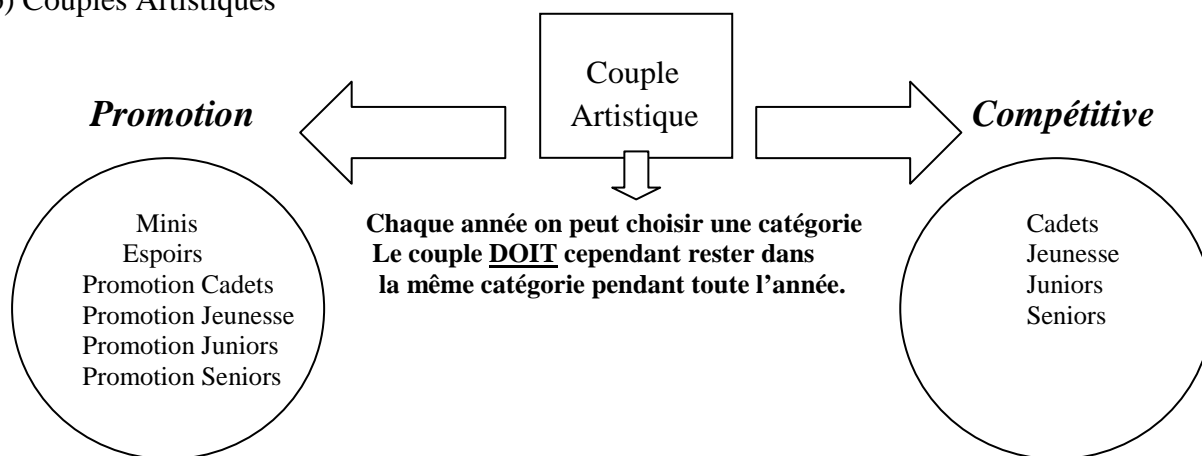 ) Couples Artistiques
Couple
Artistique
Promotion
Compétitive
Minis
Espoirs
Promotion Cadets
Promotion Jeunesse
Promotion Juniors
Promotion Seniors
Chaque année on peut choisir une catégorie
Le couple DOIT cependant rester dans
la même catégorie pendant toute l’année.
Cadets
Jeunesse
Juniors
Seniors